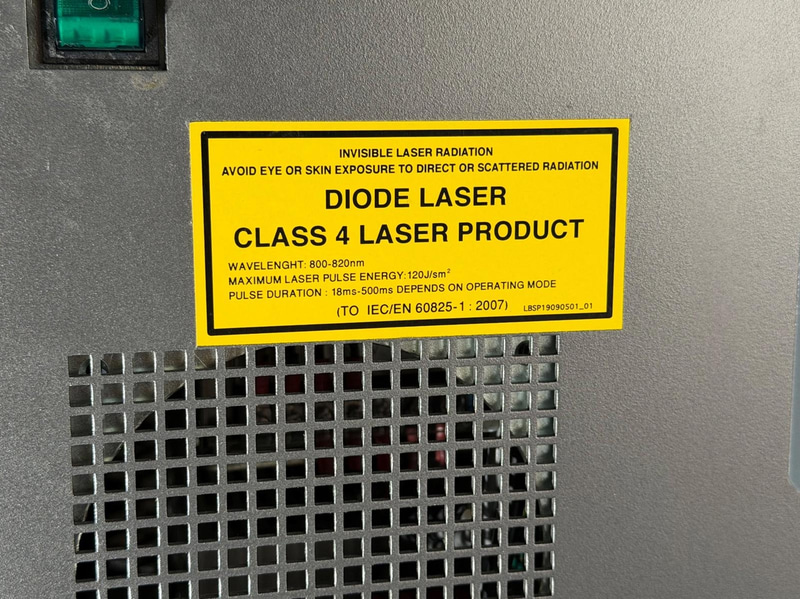 INVISIBLE LASER RADIATION
AVOID EYE OR SKIN EXPOSURE TO DIRECT OR SCATTERED RADIATION
DIODE LASER
CLASS 4 LASER PRODUCT
WAVELENGHT: 800-820nm
MAXIMUM LASER PULSE ENERGY:120J/sm²
PULSE DURATION : 18ms-500ms DEPENDS ON OPERATING MODE
(TO IEC/EN 60825-1 : 2007) LBSP19090501_01